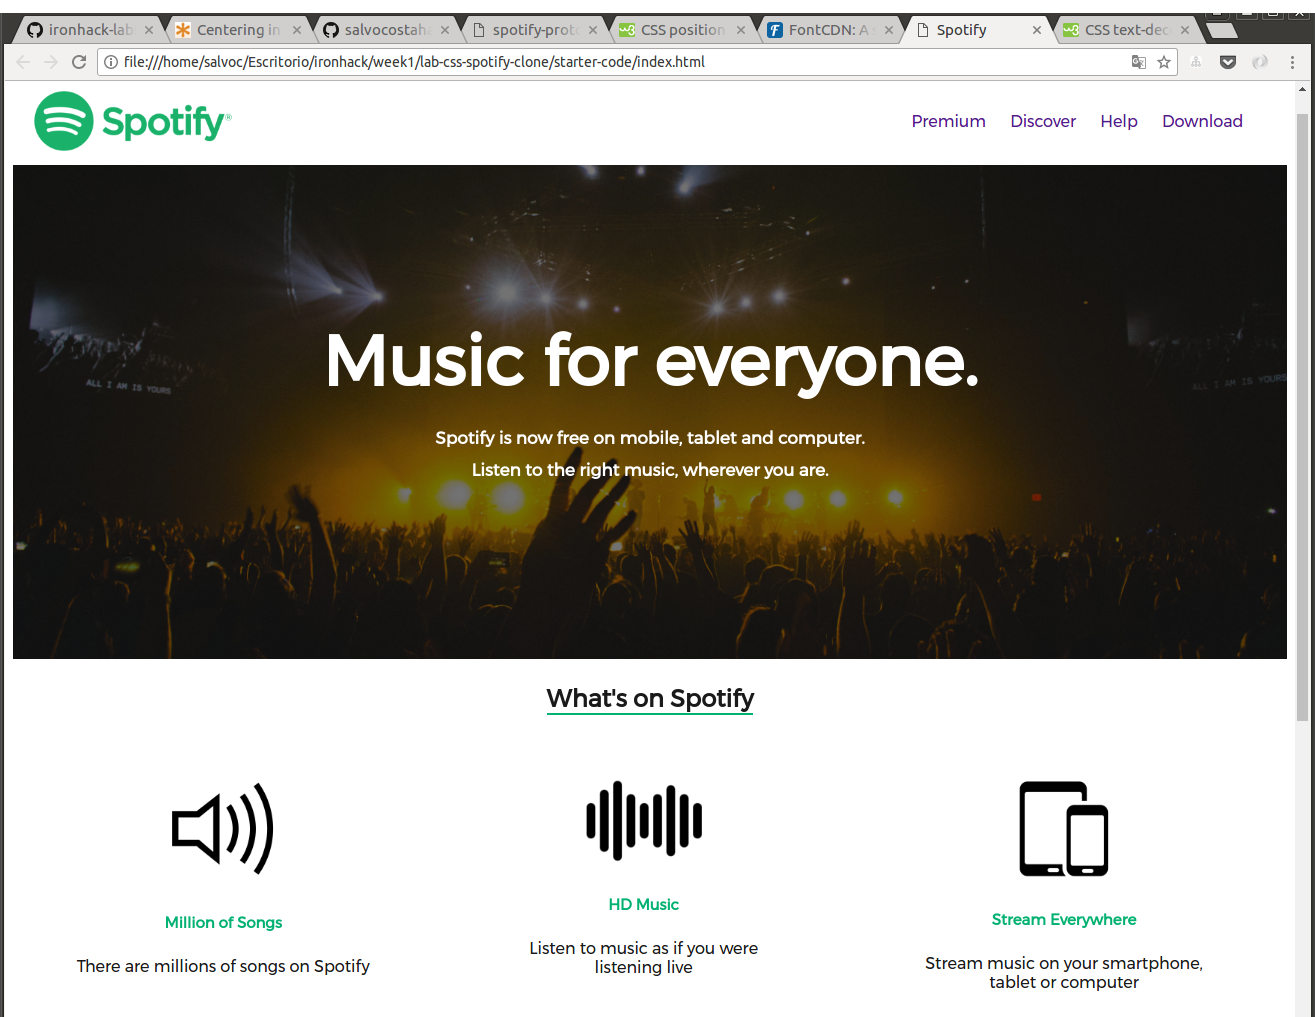 ironhack-lab
Centering in
salvocostaha
spotify-proto
CSS position
FontCDN: A s
Spotify
CSS text-dec
file:///home/salvoc/Escritorio/ironhack/week1/lab-css-spotify-clone/starter-code/index.html
Spotify®
Premium Discover Help Download
ALL I AM IS YOURS
ALL I AM IS YOURS
Music for everyone.
Spotify is now free on mobile, tablet and computer.
Listen to the right music, wherever you are.
What's on Spotify
Million of Songs
There are millions of songs on Spotify
HD Music
Listen to music as if you were
listening live
Stream Everywhere
Stream music on your smartphone,
tablet or computer